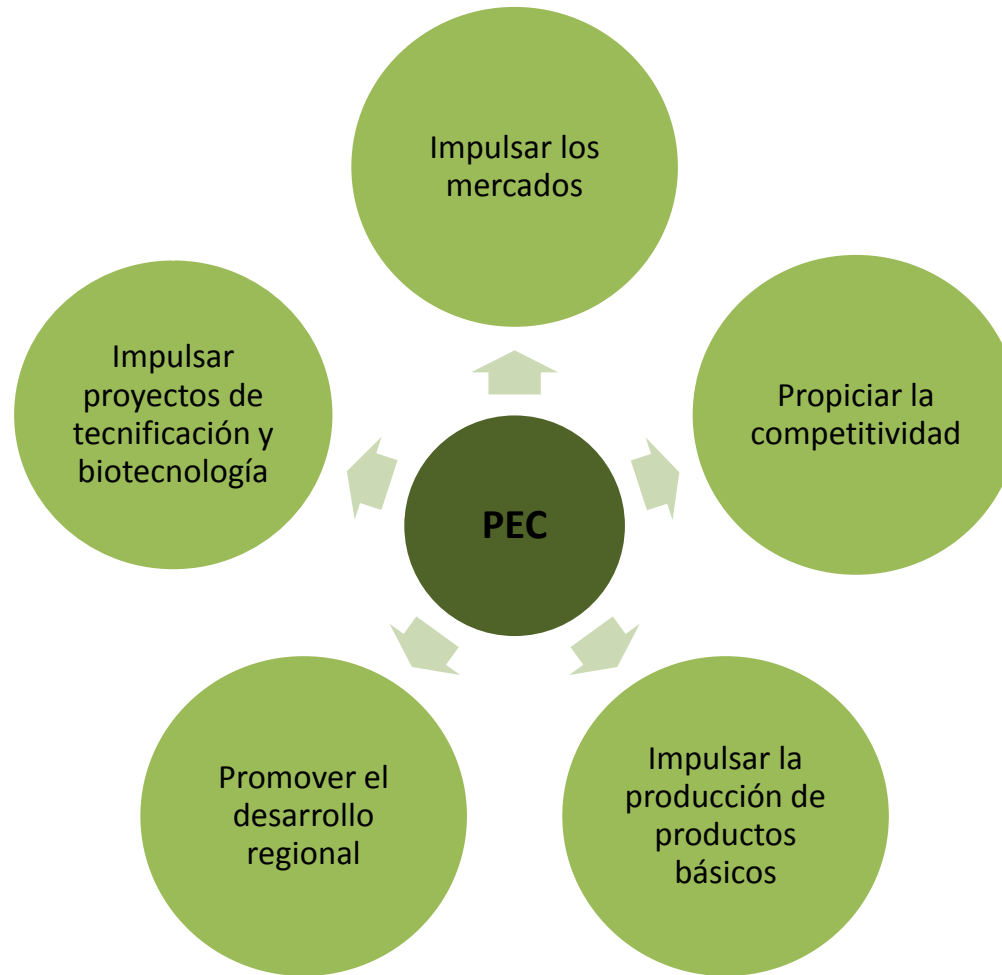 Impulsar los
mercados
Impulsar
proyectos de
tecnificación y
biotecnología
Propiciar la
competitividad
PEC
Promover el
desarrollo
regional
Impulsar la
producción de
productos
básicos